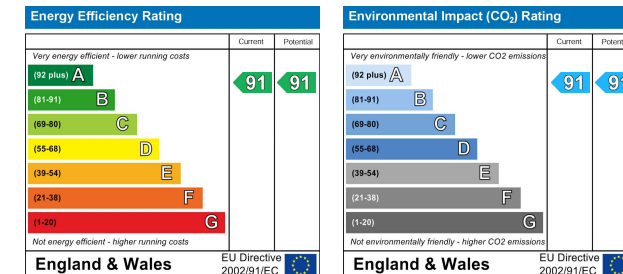 Energy Efficiency Rating
Current Potential
Very energy efficient - lower running costs
(92 plus) A
(81-91) B
(69-80) C
(55-68) D
(39-54) E
(21-38) F
(1-20) G
91 91
Not energy efficient - higher running costs
England & Wales
EU Directive
2002/91/EC
Environmental Impact (CO₂) Rating
Current
Very environmentally friendly - lower CO2 emissions
(92 plus) A
(81-91) B
(69-80) C
(55-68) D
(39-54) E
(21-38) F
(1-20) G
91
Not environmentally friendly - higher CO2 emissions
England & Wales
EU Directive
2002/91/EC